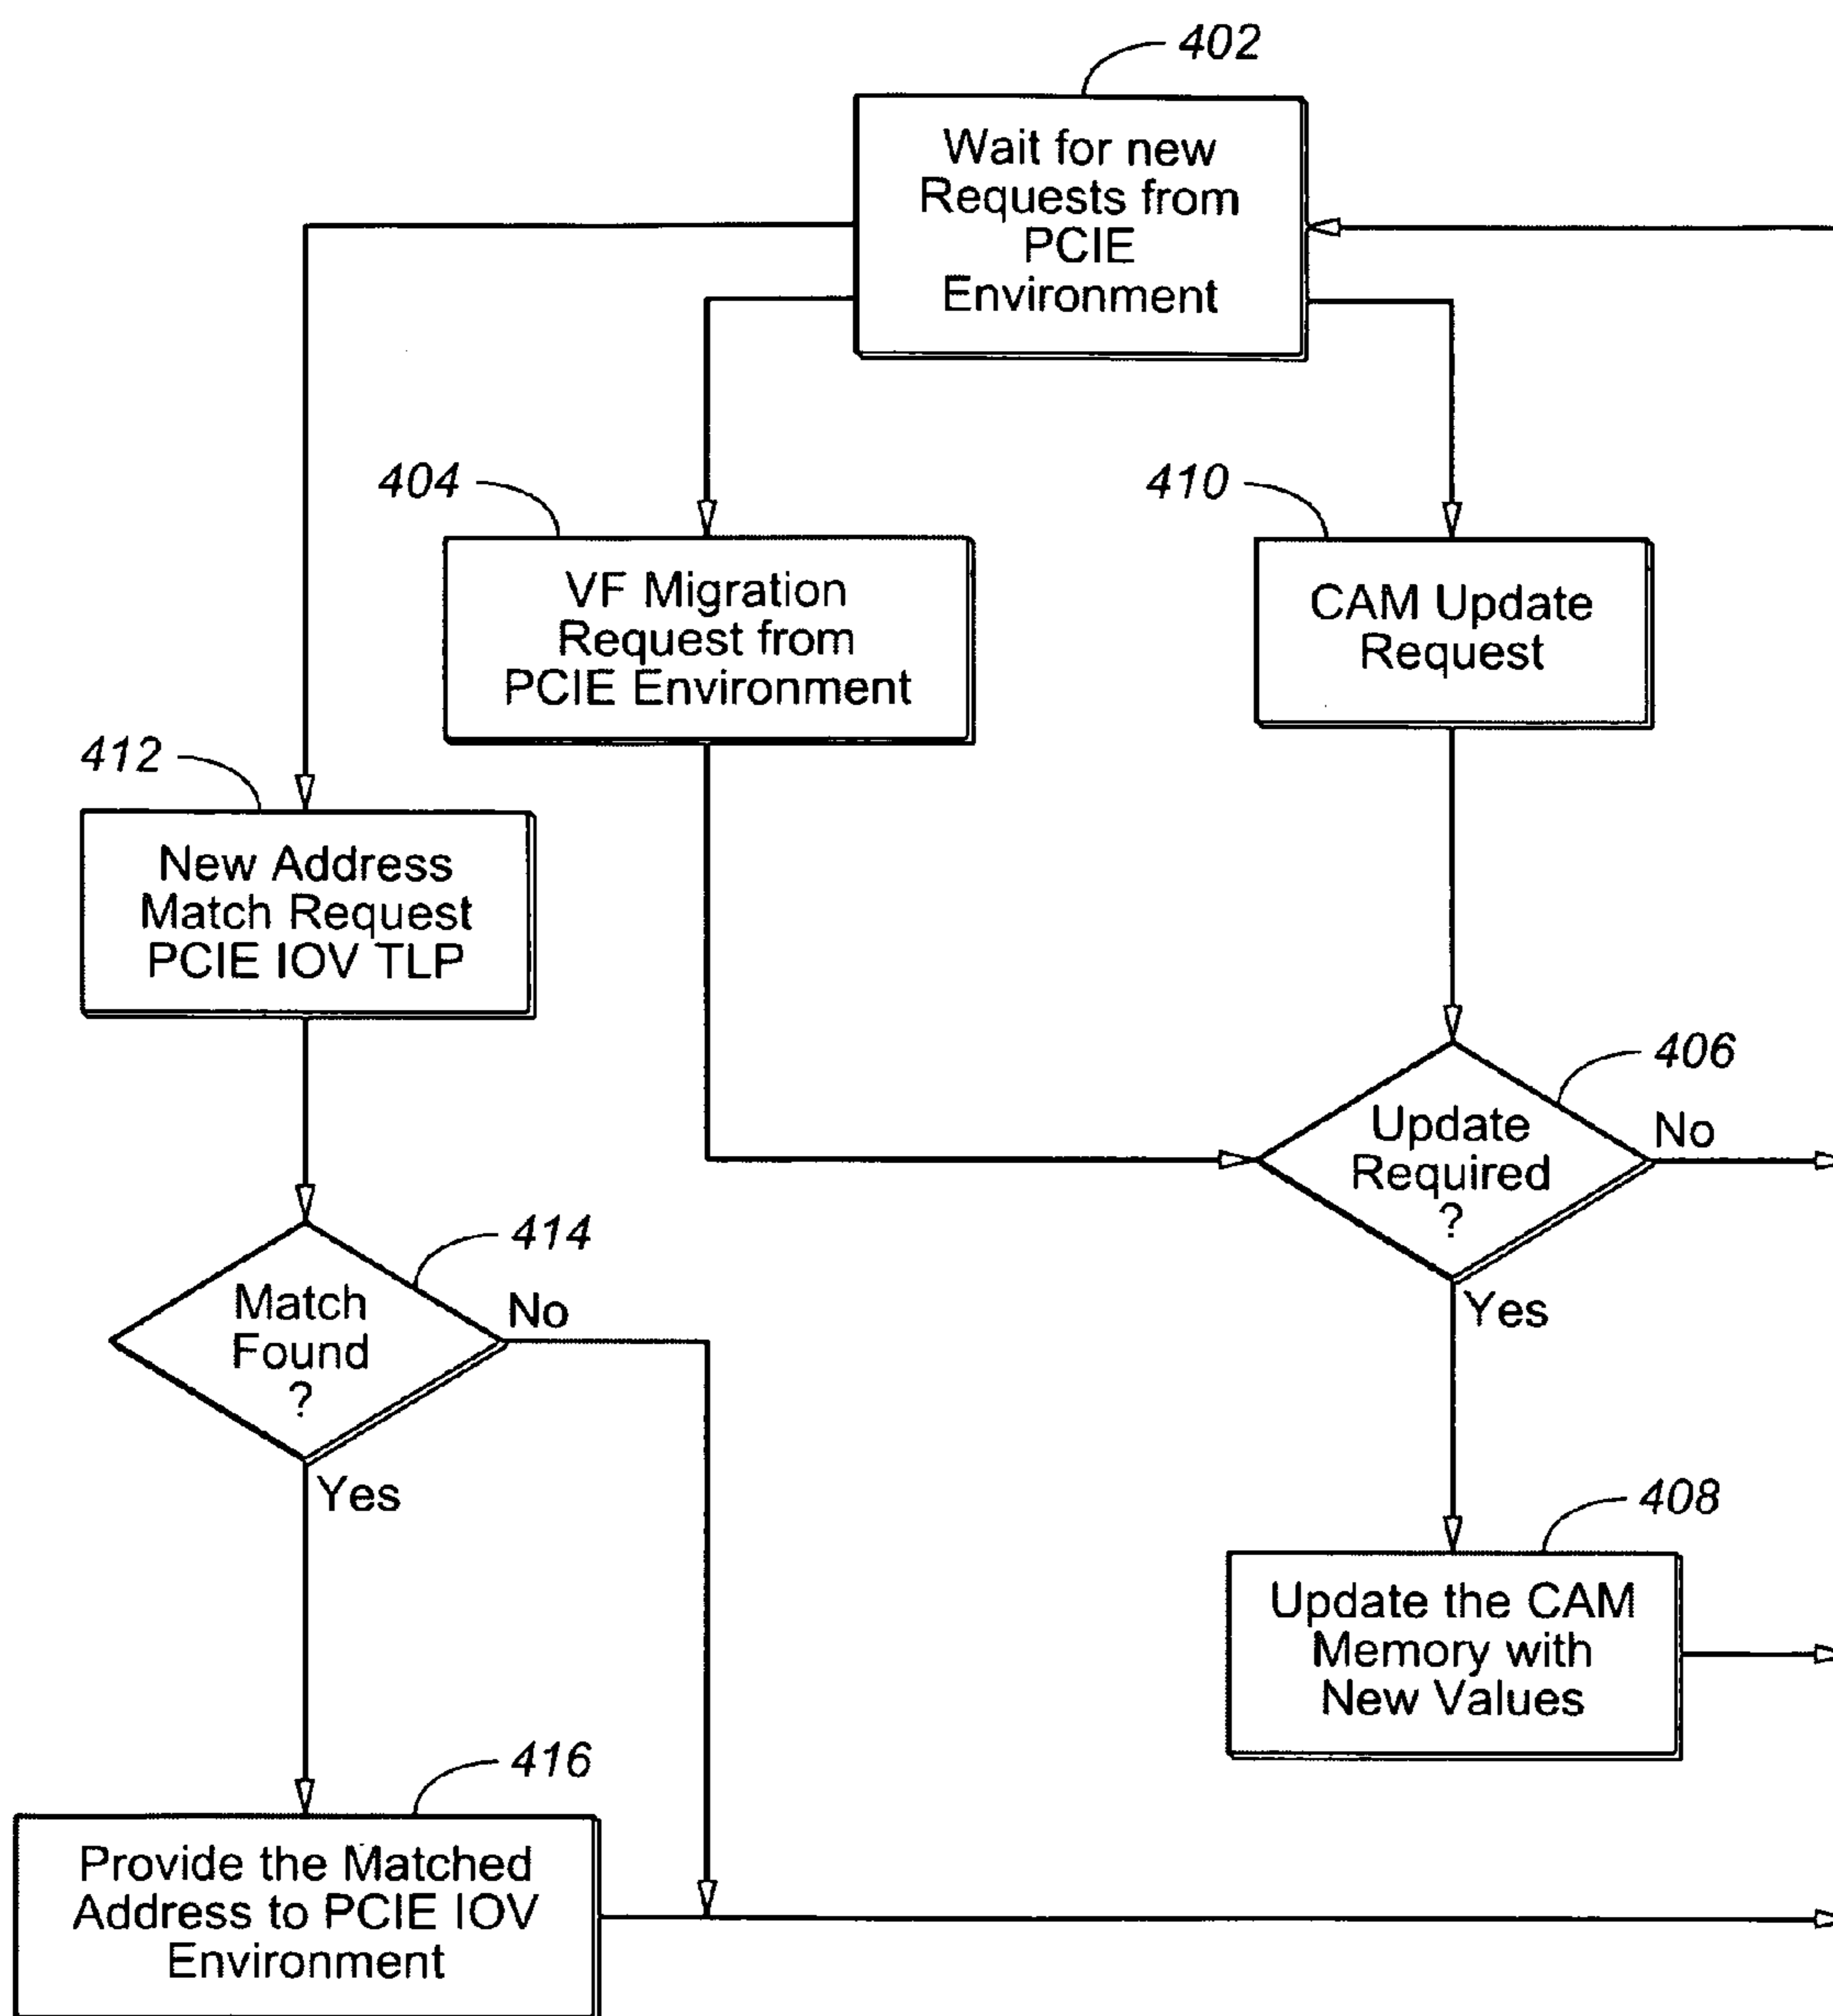 402
Wait for new
Requests from
PCIE
Environment
404
VF Migration
Request from
PCIE Environment
410
CAM Update
Request
412
New Address
Match Request
PCIE IOV TLP
406
Update
Required
?
No
Yes
414
Match
Found
?
No
Yes
408
Update the CAM
Memory with
New Values
416
Provide the Matched
Address to PCIE IOV
Environment